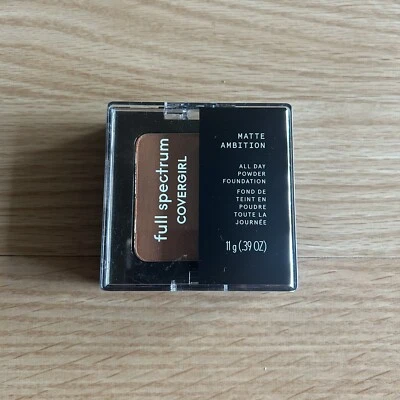 full spectrum
COVERGIRL
MATTE
AMBITION
ALL DAY
POWDER
FOUNDATION
FOND DE
TEINT EN
POUDRE
TOUTE LA
JOURNÉE
11 g (.39 OZ)